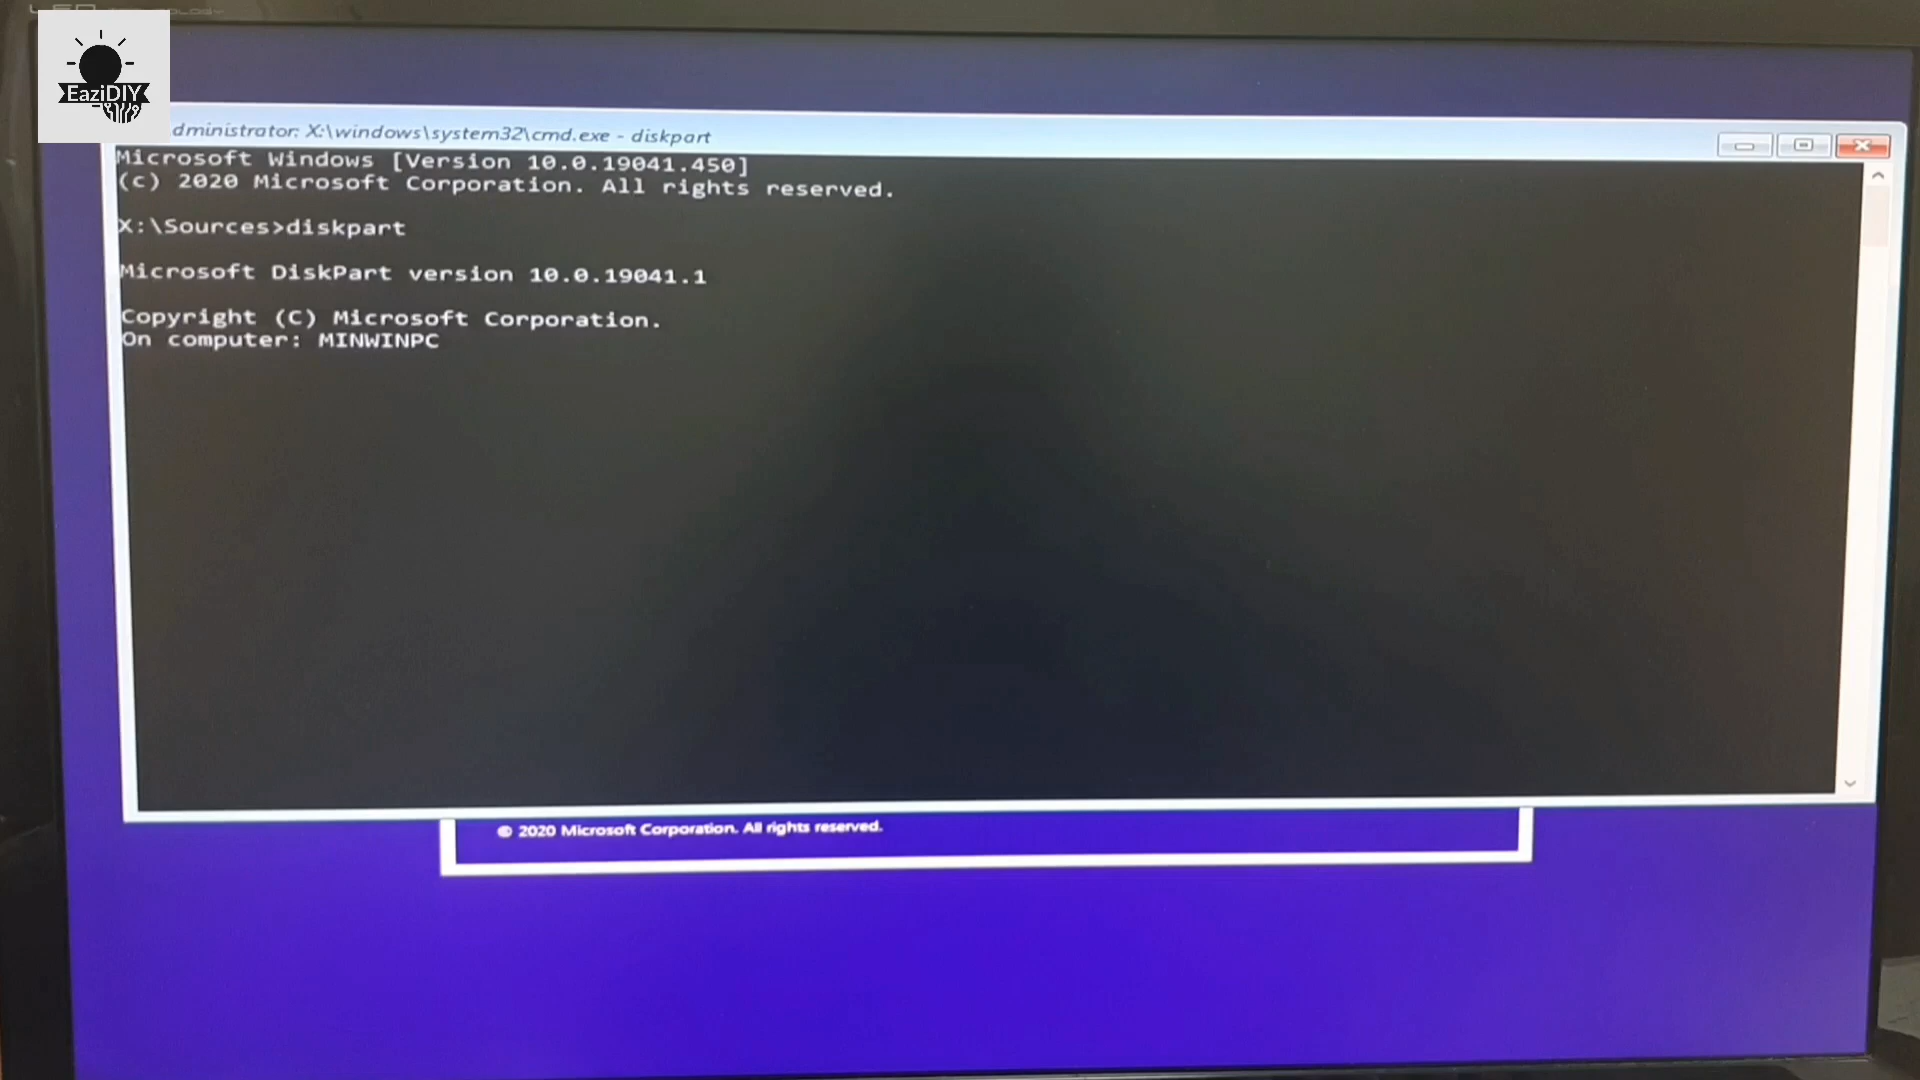 EaziDIY
dministrator: X:\windows\system32\cmd.exe - diskpart
Microsoft Windows [Version 10.0.19041.450]
(c) 2020 Microsoft Corporation. All rights reserved.
X:\Sources>diskpart
Microsoft DiskPart version 10.0.19041.1
Copyright (C) Microsoft Corporation.
On computer: MINWINPC
© 2020 Microsoft Corporation. All rights reserved.